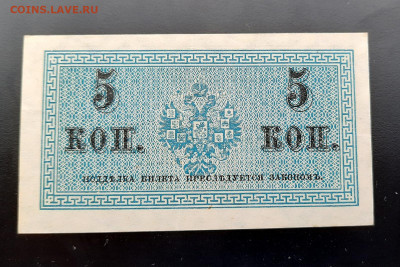 COINS.LAVE.RU
5 5
КОП. КОП.
ПОДДѢЛКА БИЛЕТА ПРЕСЛѢДУЕТСЯ ЗАКОНОМЪ.